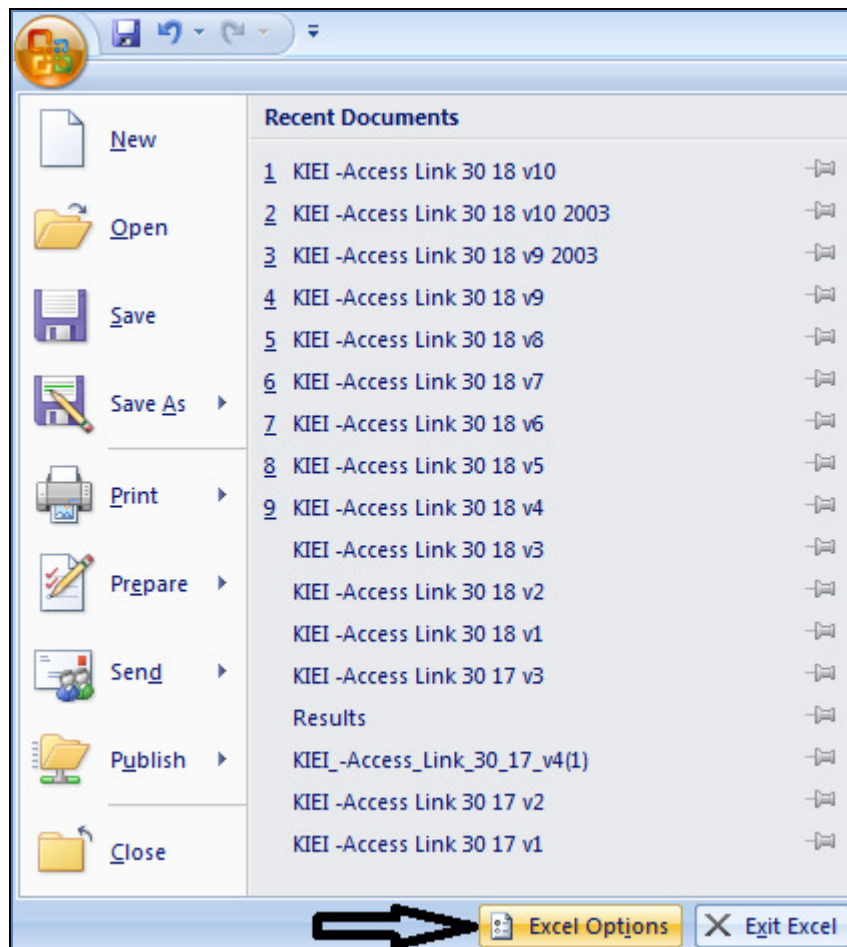 New
Open
Save
Save As
Print
Prepare
Send
Publish
Close
Recent Documents
1 KIEI -Access Link 30 18 v10
2 KIEI -Access Link 30 18 v10 2003
3 KIEI -Access Link 30 18 v9 2003
4 KIEI -Access Link 30 18 v9
5 KIEI -Access Link 30 18 v8
6 KIEI -Access Link 30 18 v7
7 KIEI -Access Link 30 18 v6
8 KIEI -Access Link 30 18 v5
9 KIEI -Access Link 30 18 v4
KIEI -Access Link 30 18 v3
KIEI -Access Link 30 18 v2
KIEI -Access Link 30 18 v1
KIEI -Access Link 30 17 v3
Results
KIEI_-Access_Link_30_17_v4(1)
KIEI -Access Link 30 17 v2
KIEI -Access Link 30 17 v1
Excel Options
Exit Excel